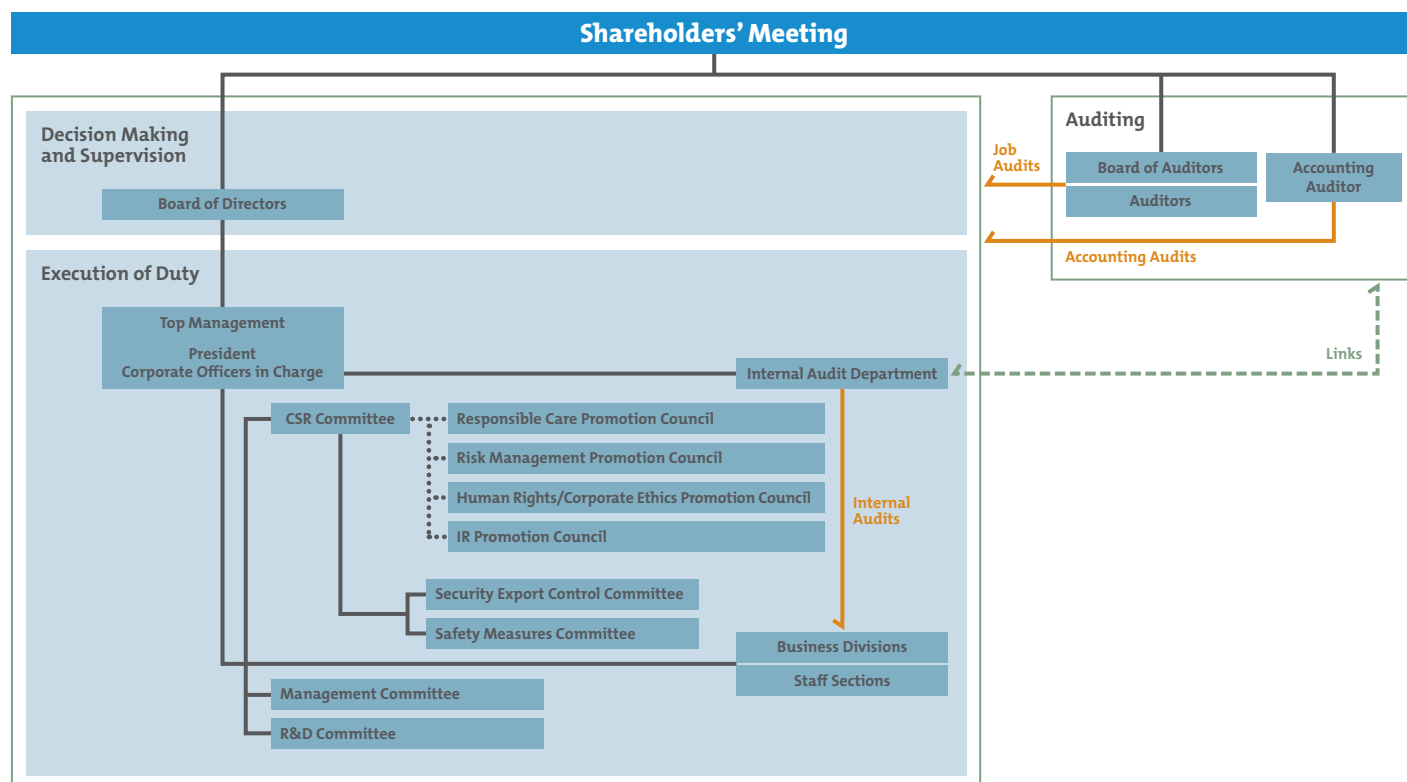 Shareholders' Meeting
Decision Making
and Supervision
Board of Directors
Auditing
Job
Audits
Board of Auditors
Auditors
Accounting
Auditor
Accounting Audits
Execution of Duty
Top Management
President
Corporate Officers in Charge
Internal Audit Department
Links
CSR Committee
Responsible Care Promotion Council
Risk Management Promotion Council
Human Rights/Corporate Ethics Promotion Council
IR Promotion Council
Internal
Audits
Security Export Control Committee
Safety Measures Committee
Business Divisions
Staff Sections
Management Committee
R&D Committee